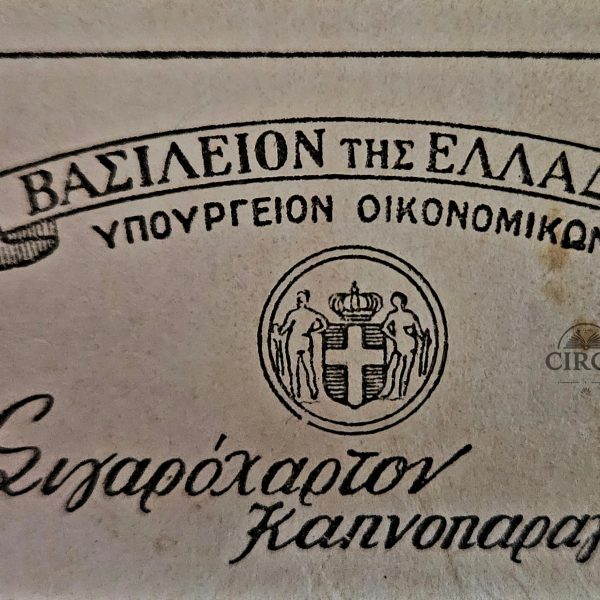 ΒΑΣΙΛΕΙΟΝ ΤΗΣ ΕΛΛΑΔ
ΥΠΟΥΡΓΕΙΟΝ ΟΙΚΟΝΟΜΙΚΩΝ
CIRC
Σιγαρόχαρτον
Καπνοπαραγ